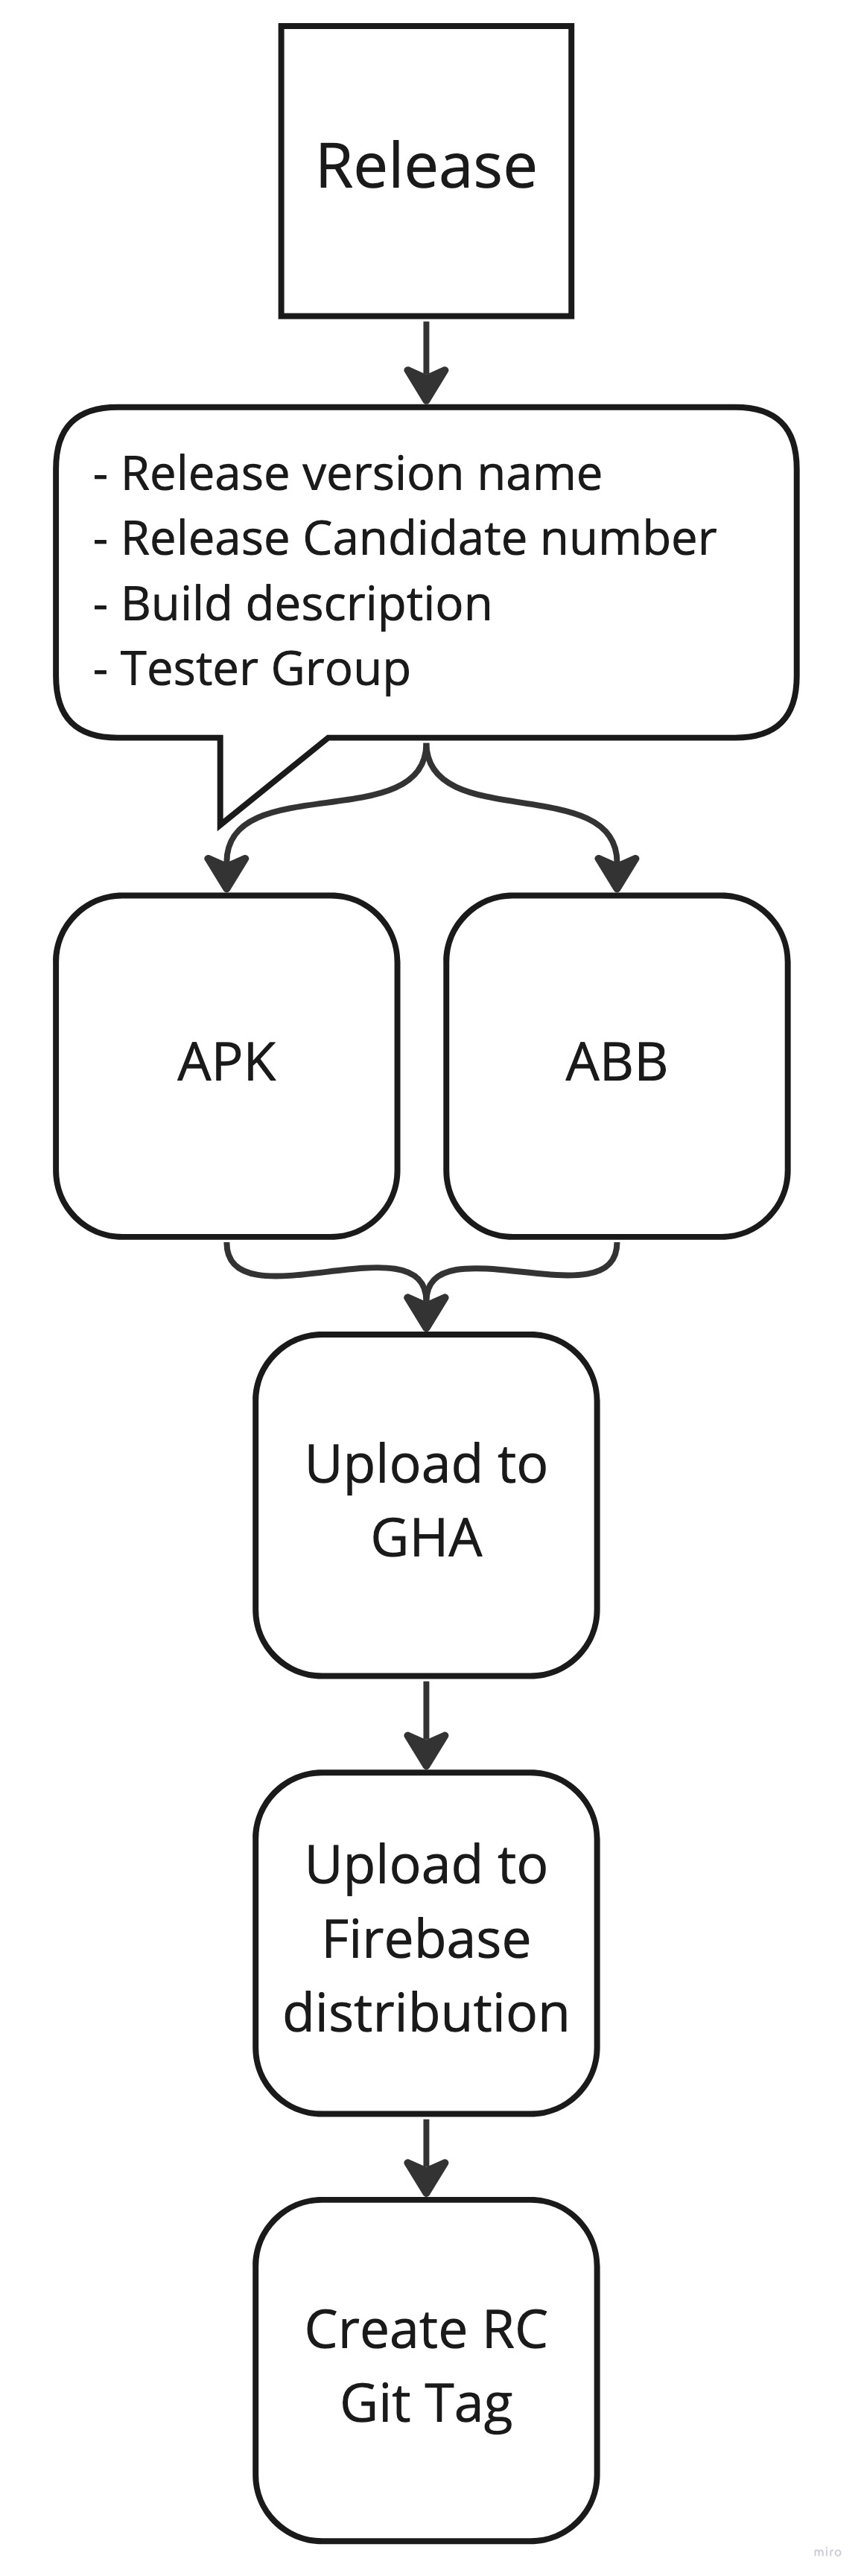 Release
- Release version name
- Release Candidate number
- Build description
- Tester Group
APK
ABB
Upload to
GHA
Upload to
Firebase
distribution
Create RC
Git Tag
miro